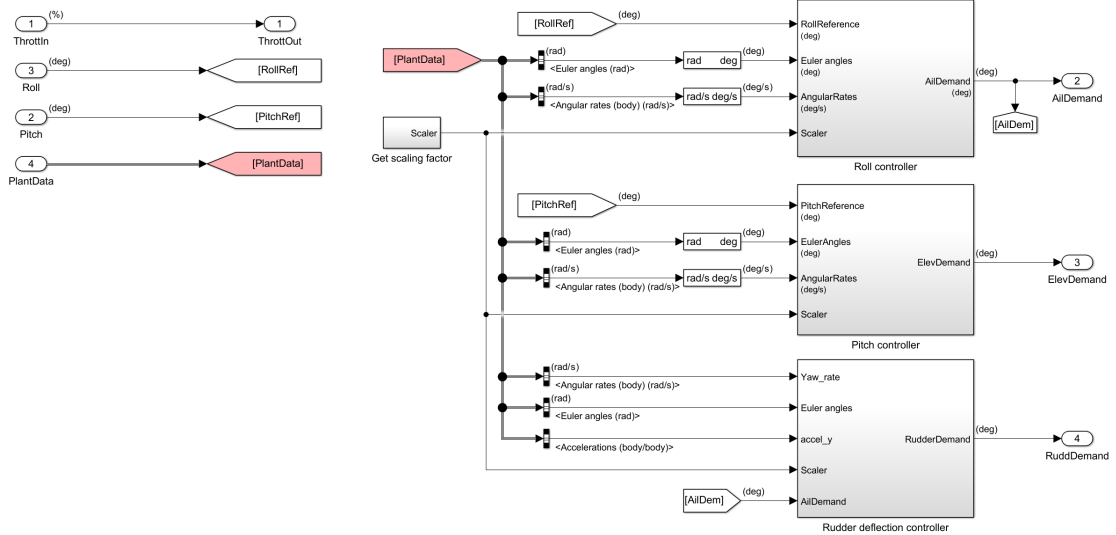 1
(%)
1
ThrottIn
ThrottOut
3
(deg)
[RollRef]
Roll
2
(deg)
[PitchRef]
Pitch
4
[PlantData]
PlantData
[RollRef]
(deg)
RollReference
(deg)
[PlantData]
(rad)
<Euler angles (rad)>
rad deg
(deg)
Euler angles
(deg)
(rad/s)
<Angular rates (body) (rad/s)>
rad/s deg/s
(deg/s)
AngularRates
(deg/s)
AilDemand
(deg)
(deg)
2
AilDemand
[AilDem]
Scaler
Get scaling factor
Scaler
Roll controller
[PitchRef]
(deg)
PitchReference
(deg)
(rad)
<Euler angles (rad)>
rad deg
(deg)
EulerAngles
(deg)
(rad/s)
<Angular rates (body) (rad/s)>
rad/s deg/s
(deg/s)
AngularRates
(deg/s)
ElevDemand
(deg)
3
ElevDemand
Scaler
Pitch controller
(rad/s)
<Angular rates (body) (rad/s)>
Yaw_rate
(rad)
<Euler angles (rad)>
Euler angles
<Accelerations (body/body)>
accel_y
RudderDemand
(deg)
4
RuddDemand
Scaler
[AilDem]
(deg)
AilDemand
Rudder deflection controller